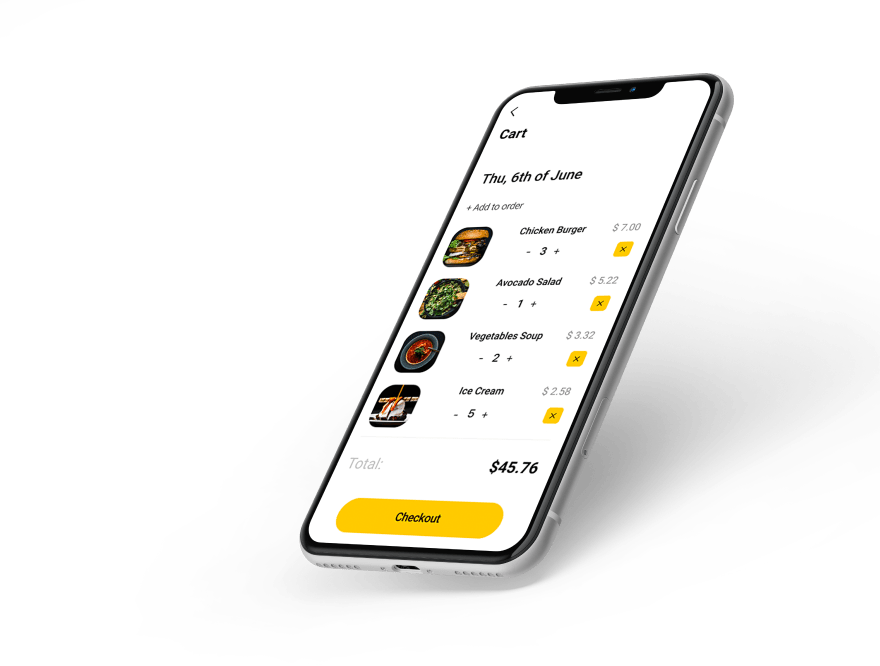 Cart
Thu, 6th of June
+ Add to order
Chicken Burger $ 7.00
- 3 +
Avocado Salad $ 5.22
- 1 +
Vegetables Soup $ 3.32
- 2 +
Ice Cream $ 2.58
- 5 +
Total: $45.76
Checkout